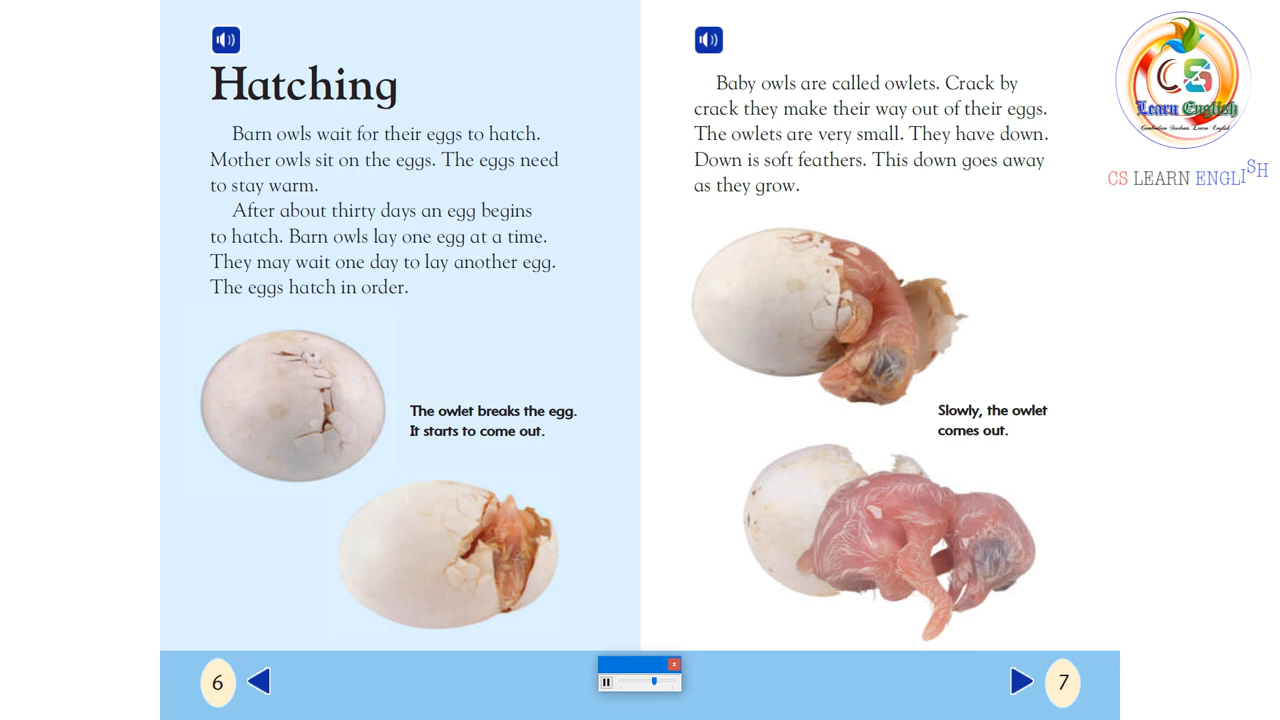 Hatching
Barn owls wait for their eggs to hatch.
Mother owls sit on the eggs. The eggs need
to stay warm.
After about thirty days an egg begins
to hatch. Barn owls lay one egg at a time.
They may wait one day to lay another egg.
The eggs hatch in order.
The owlet breaks the egg.
It starts to come out.
6
Baby owls are called owlets. Crack by
crack they make their way out of their eggs.
The owlets are very small. They have down.
Down is soft feathers. This down goes away
as they grow.
Slowly, the owlet
comes out.
7
CS
Learn English
Cambodian Students Learn English
CS LEARN ENGLISH
x